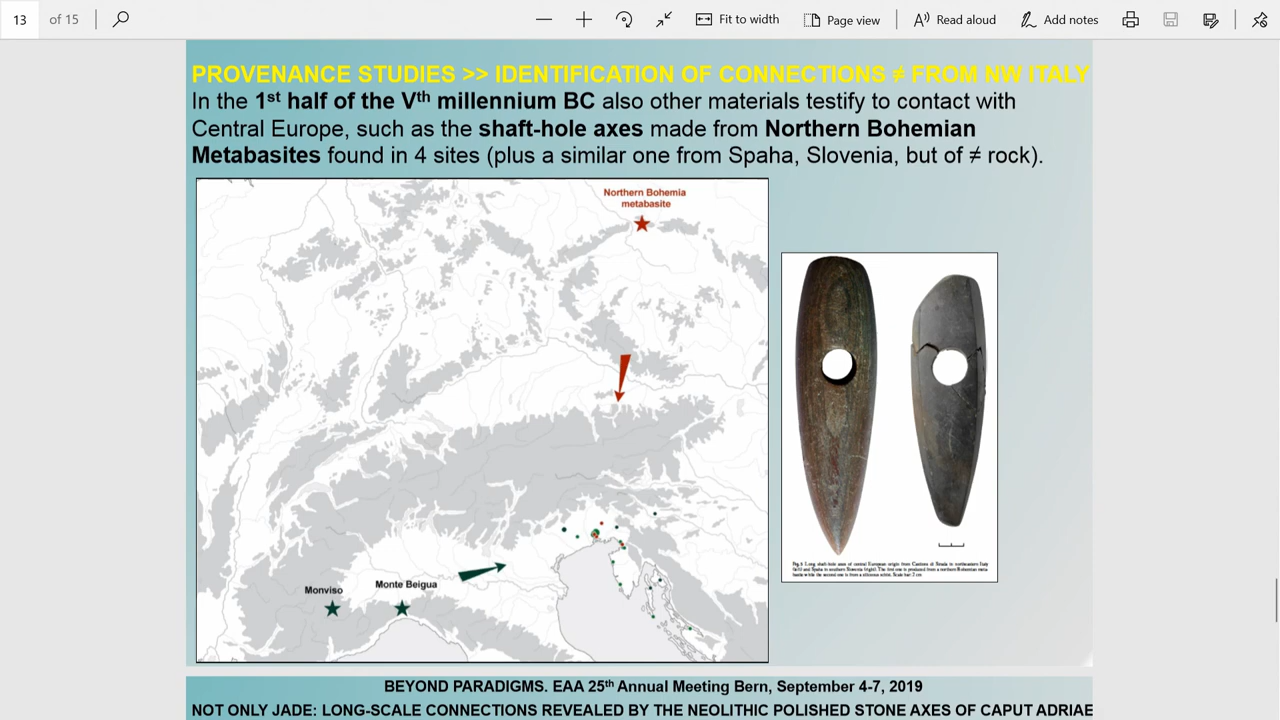 13 of 15 Fit to width Page view Read aloud Add notes
PROVENANCE STUDIES >> IDENTIFICATION OF CONNECTIONS ≠ FROM NW ITALY
In the 1st half of the Vth millennium BC also other materials testify to contact with
Central Europe, such as the shaft-hole axes made from Northern Bohemian
Metabasites found in 4 sites (plus a similar one from Spaha, Slovenia, but of ≠ rock).
Northern Bohemia
metabasite
Monviso
Monte Beigua
BEYOND PARADIGMS. EAA 25th Annual Meeting Bern, September 4-7, 2019
NOT ONLY JADE: LONG-SCALE CONNECTIONS REVEALED BY THE NEOLITHIC POLISHED STONE AXES OF CAPUT ADRIAE